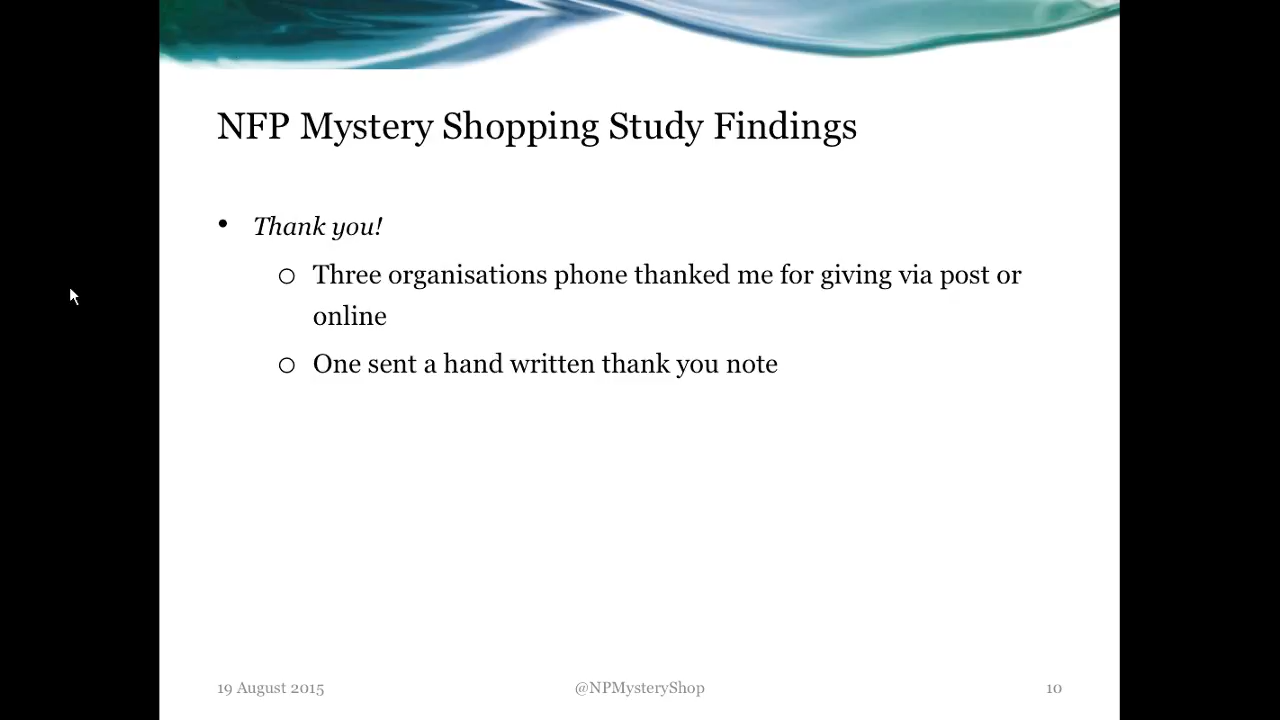 NFP Mystery Shopping Study Findings
• Thank you!
○ Three organisations phone thanked me for giving via post or
online
○ One sent a hand written thank you note
19 August 2015 @NPMysteryShop 10